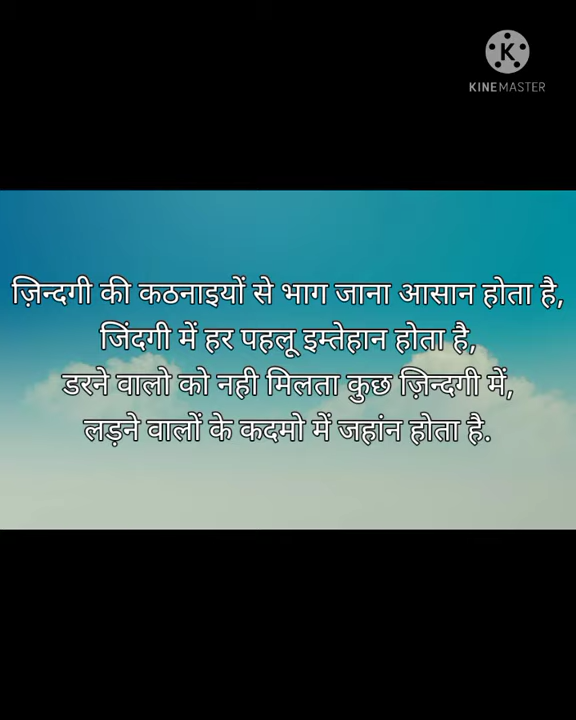 KINEMASTER
ज़िन्दगी की कठनाइयों से भाग जाना आसान होता है,
जिंदगी में हर पहलू इम्तेहान होता है,
डरने वालो को नही मिलता कुछ ज़िन्दगी में,
लड़ने वालों के कदमो में जहांन होता है.